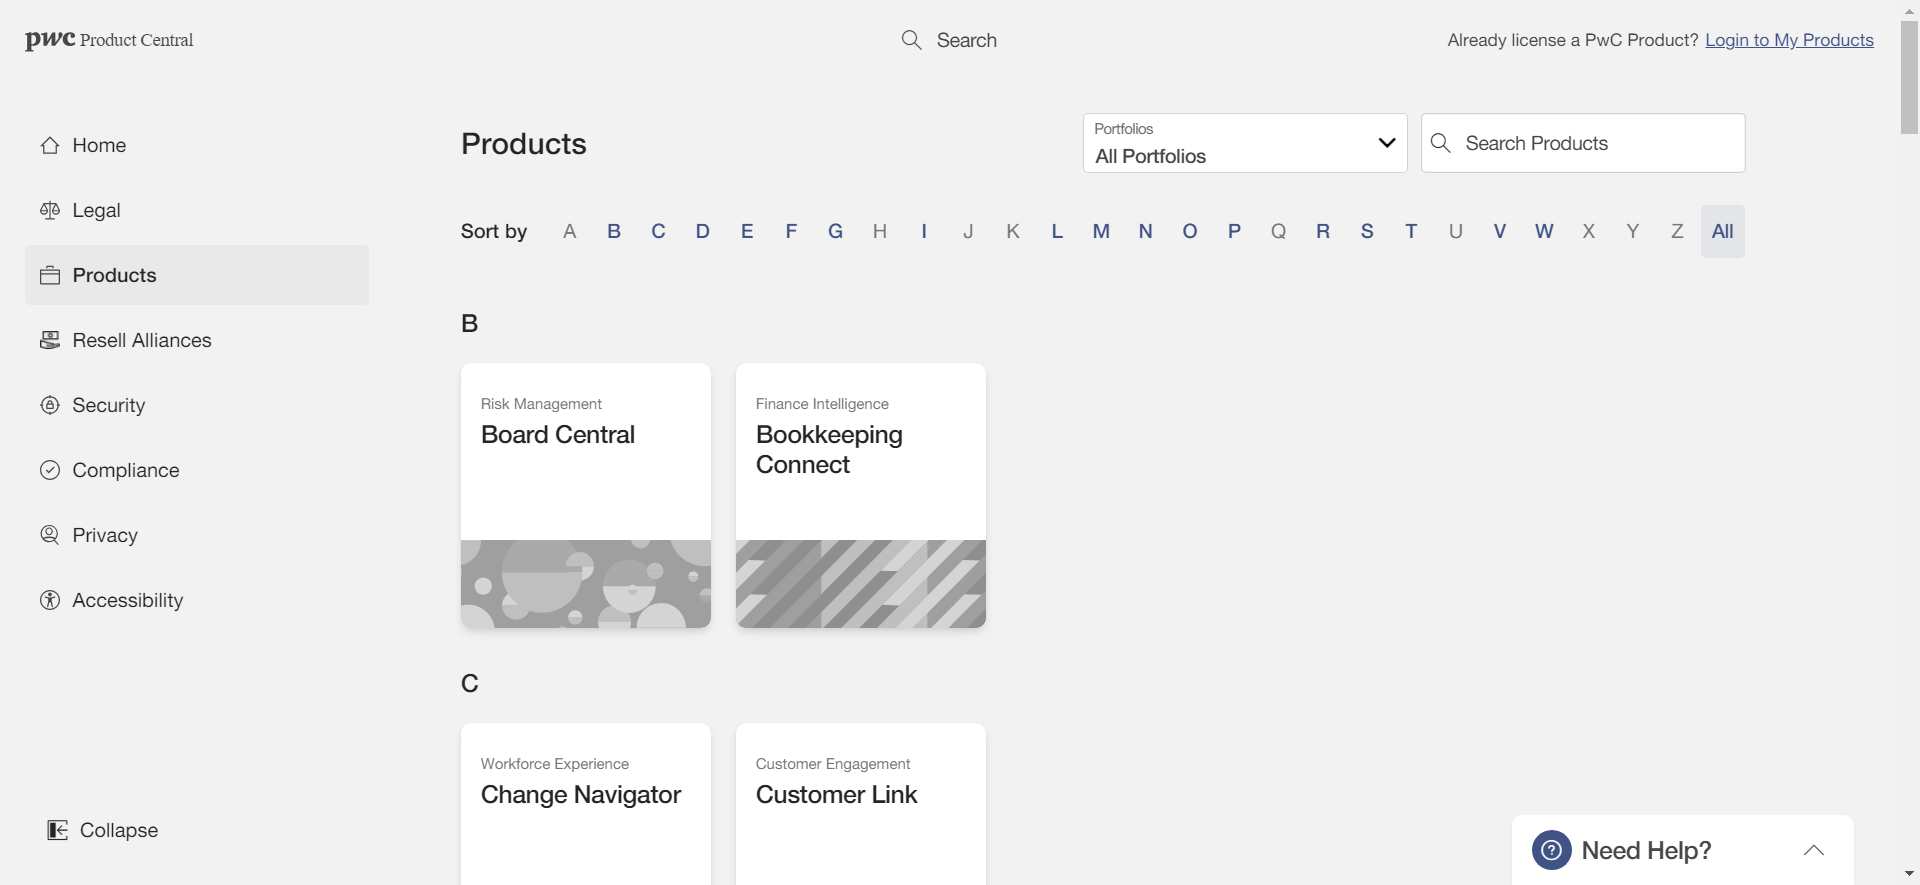 pwc Product Central
Search
Already license a PwC Product? Login to My Products
Home
Legal
Products
Resell Alliances
Security
Compliance
Privacy
Accessibility
Collapse
Products
Portfolios
All Portfolios
Search Products
Sort by A B C D E F G H I J K L M N O P Q R S T U V W X Y Z All
B
Risk Management
Board Central
Finance Intelligence
Bookkeeping
Connect
C
Workforce Experience
Change Navigator
Customer Engagement
Customer Link
Need Help?